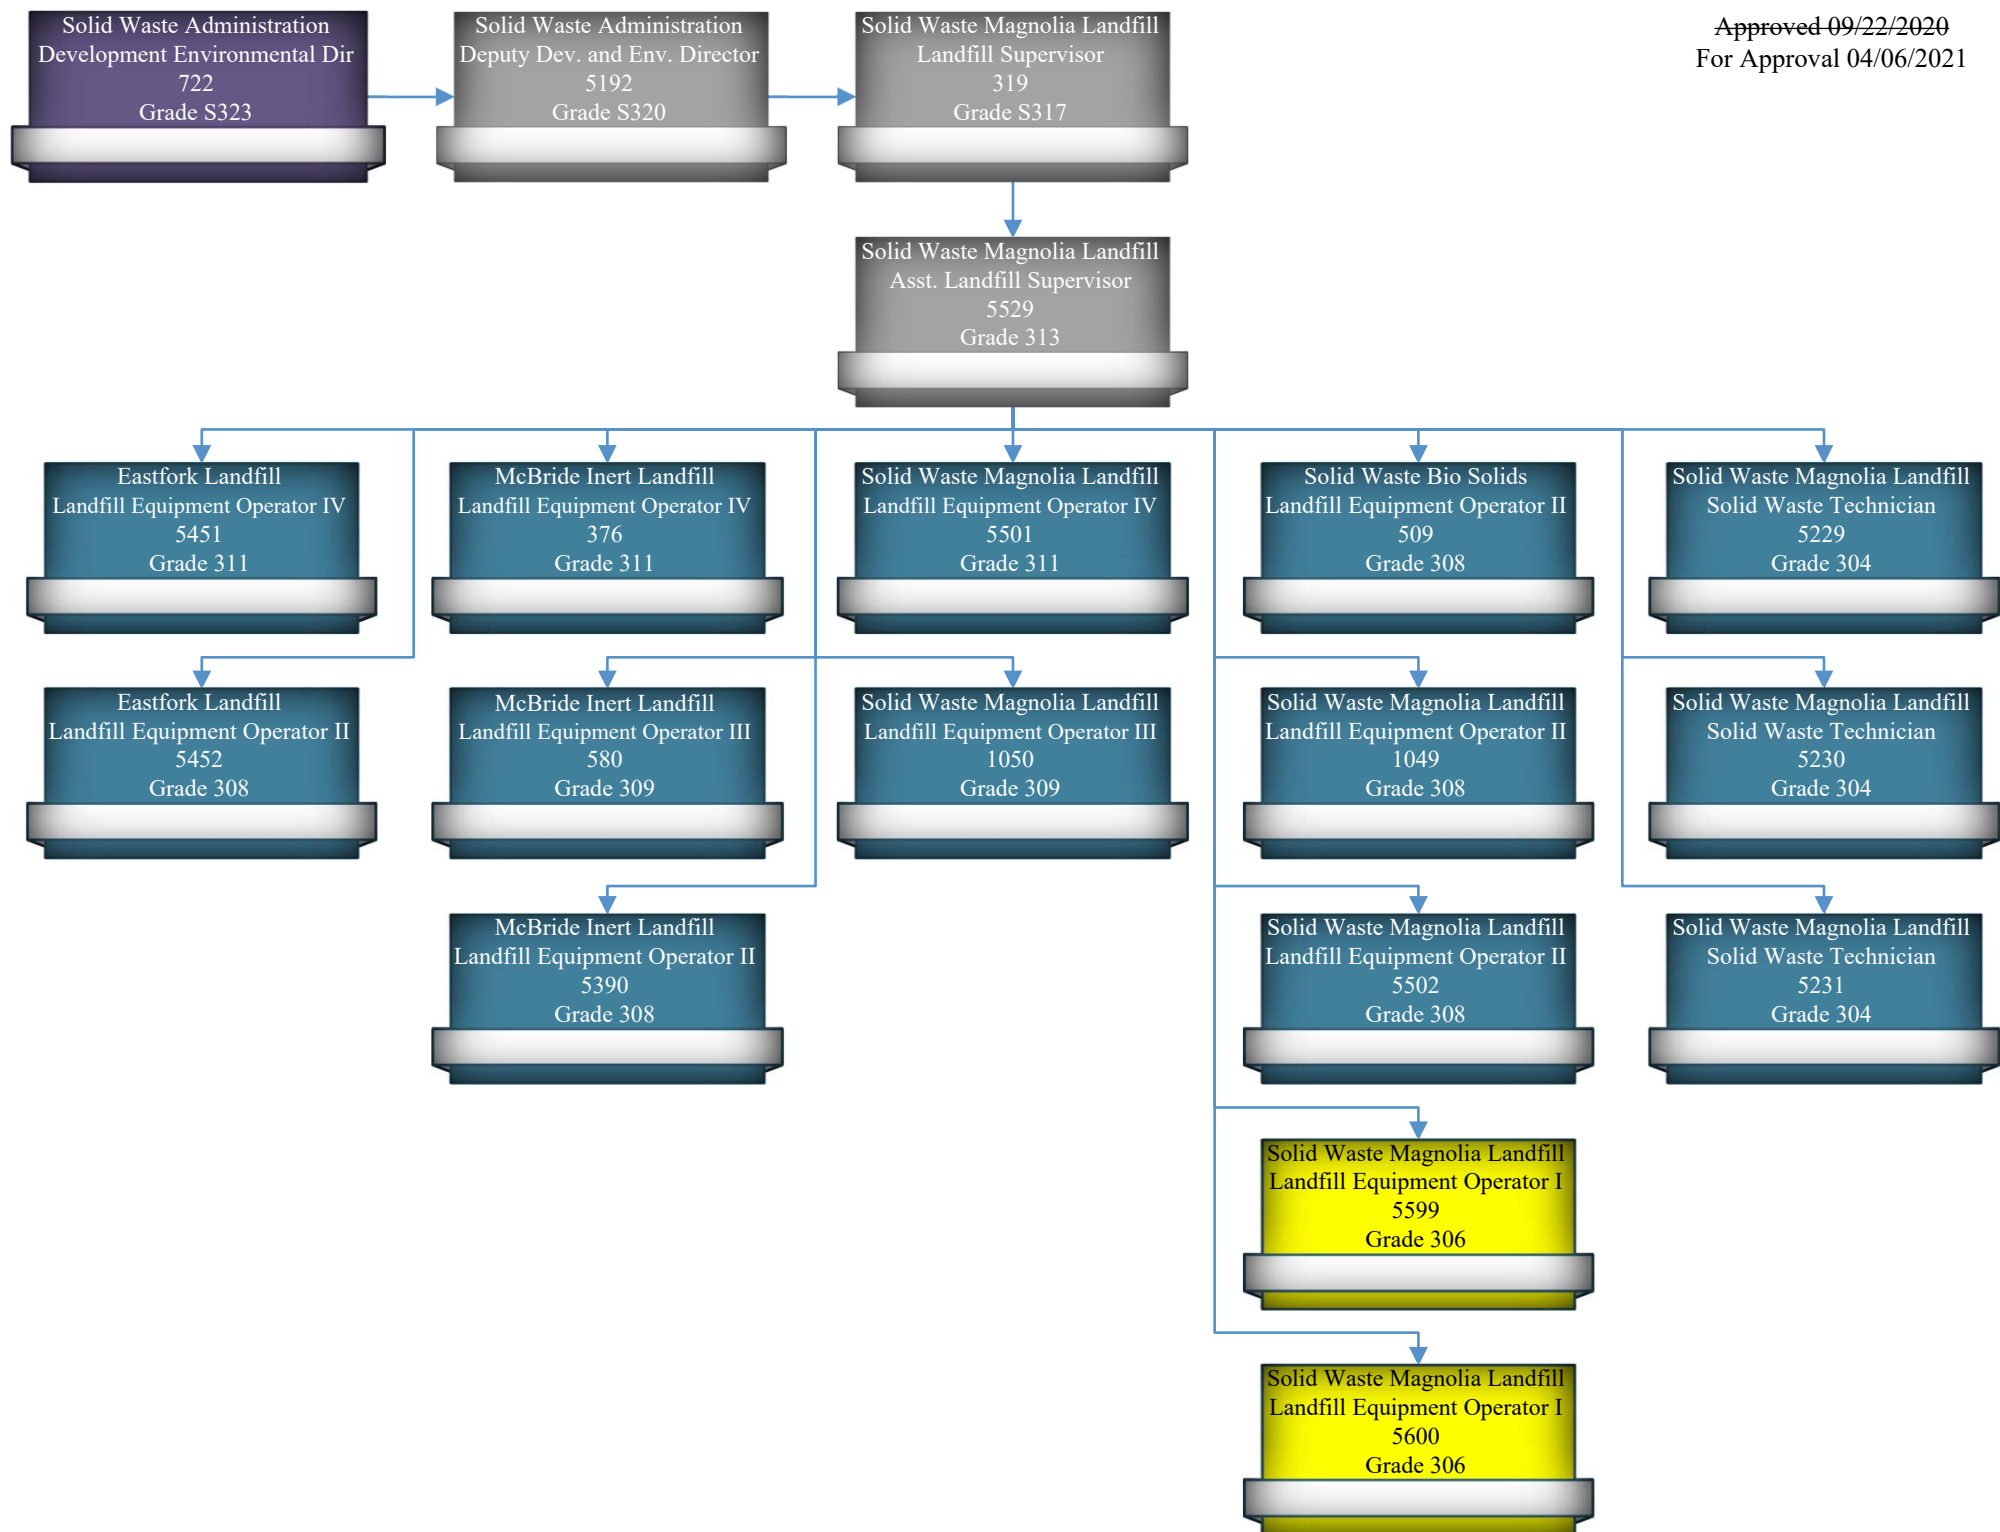 Solid Waste Administration
Development Environmental Dir
722
Grade S323
Solid Waste Administration
Deputy Dev. and Env. Director
5192
Grade S320
Solid Waste Magnolia Landfill
Landfill Supervisor
319
Grade S317
Approved 09/22/2020
For Approval 04/06/2021
Solid Waste Magnolia Landfill
Asst. Landfill Supervisor
5529
Grade 313
Eastfork Landfill
Landfill Equipment Operator IV
5451
Grade 311
McBride Inert Landfill
Landfill Equipment Operator IV
376
Grade 311
Solid Waste Magnolia Landfill
Landfill Equipment Operator IV
5501
Grade 311
Solid Waste Bio Solids
Landfill Equipment Operator II
509
Grade 308
Solid Waste Magnolia Landfill
Solid Waste Technician
5229
Grade 304
Eastfork Landfill
Landfill Equipment Operator II
5452
Grade 308
McBride Inert Landfill
Landfill Equipment Operator III
580
Grade 309
Solid Waste Magnolia Landfill
Landfill Equipment Operator III
1050
Grade 309
Solid Waste Magnolia Landfill
Landfill Equipment Operator II
1049
Grade 308
Solid Waste Magnolia Landfill
Solid Waste Technician
5230
Grade 304
McBride Inert Landfill
Landfill Equipment Operator II
5390
Grade 308
Solid Waste Magnolia Landfill
Landfill Equipment Operator II
5502
Grade 308
Solid Waste Magnolia Landfill
Solid Waste Technician
5231
Grade 304
Solid Waste Magnolia Landfill
Landfill Equipment Operator I
5599
Grade 306
Solid Waste Magnolia Landfill
Landfill Equipment Operator I
5600
Grade 306